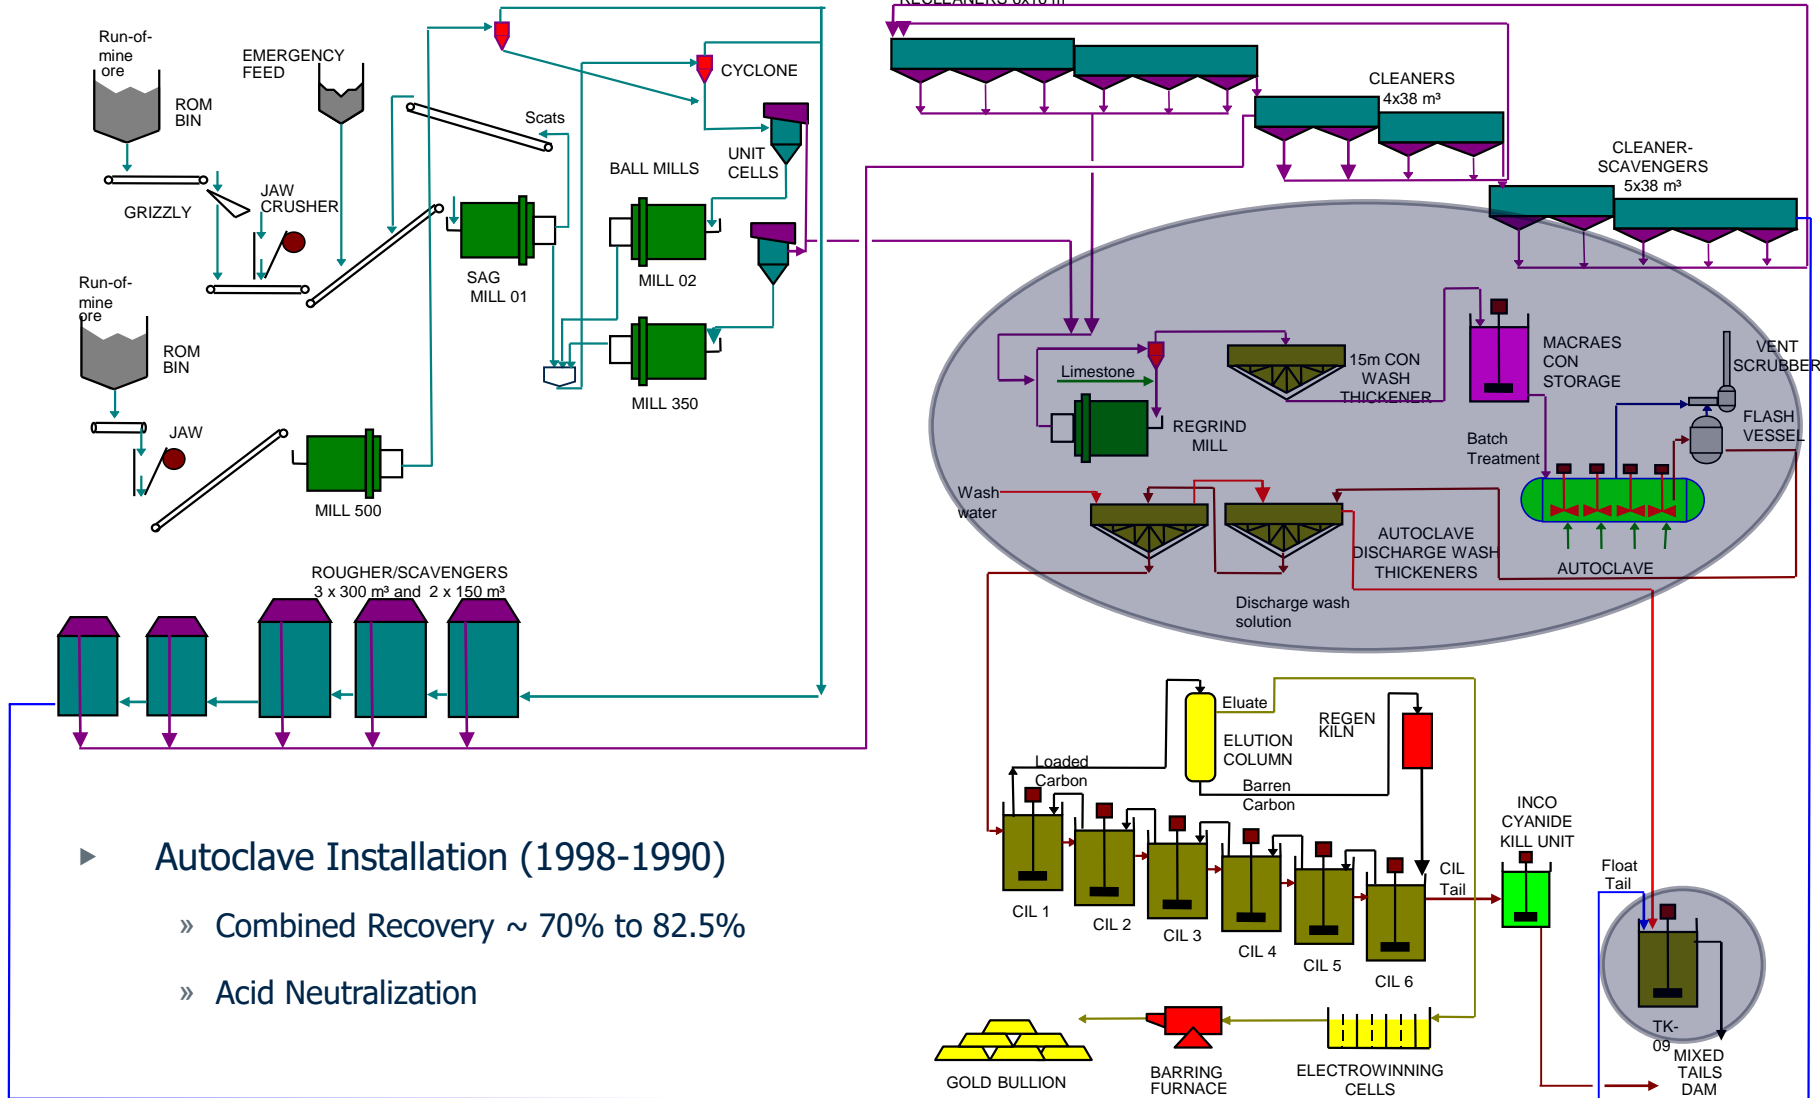 RECLEANERS 6x16 m³
Run-of-
mine
ore
ROM
BIN
EMERGENCY
FEED
CYCLONE
Scats
UNIT
CELLS
BALL MILLS
GRIZZLY
JAW
CRUSHER
SAG
MILL 01
MILL 02
MILL 350
Run-of-
mine
ore
ROM
BIN
JAW
MILL 500
CLEANERS
4x38 m³
CLEANER-
SCAVENGERS
5x38 m³
Limestone
REGRIND
MILL
15m CON
WASH
THICKENER
MACRAES
CON
STORAGE
VENT
SCRUBBER
FLASH
VESSEL
Batch
Treatment
AUTOCLAVE
Wash
water
AUTOCLAVE
DISCHARGE WASH
THICKENERS
Discharge wash
solution
ROUGHER/SCAVENGERS
3 x 300 m³ and 2 x 150 m³
Eluate
ELUTION
COLUMN
REGEN
KILN
Loaded
Carbon
Barren
Carbon
INCO
CYANIDE
KILL UNIT
CIL
Tail
Float
Tail
CIL 1
CIL 2
CIL 3
CIL 4
CIL 5
CIL 6
TK-
09
MIXED
TAILS
DAM
GOLD BULLION
BARRING
FURNACE
ELECTROWINNING
CELLS
► Autoclave Installation (1998-1990)
» Combined Recovery ~ 70% to 82.5%
» Acid Neutralization